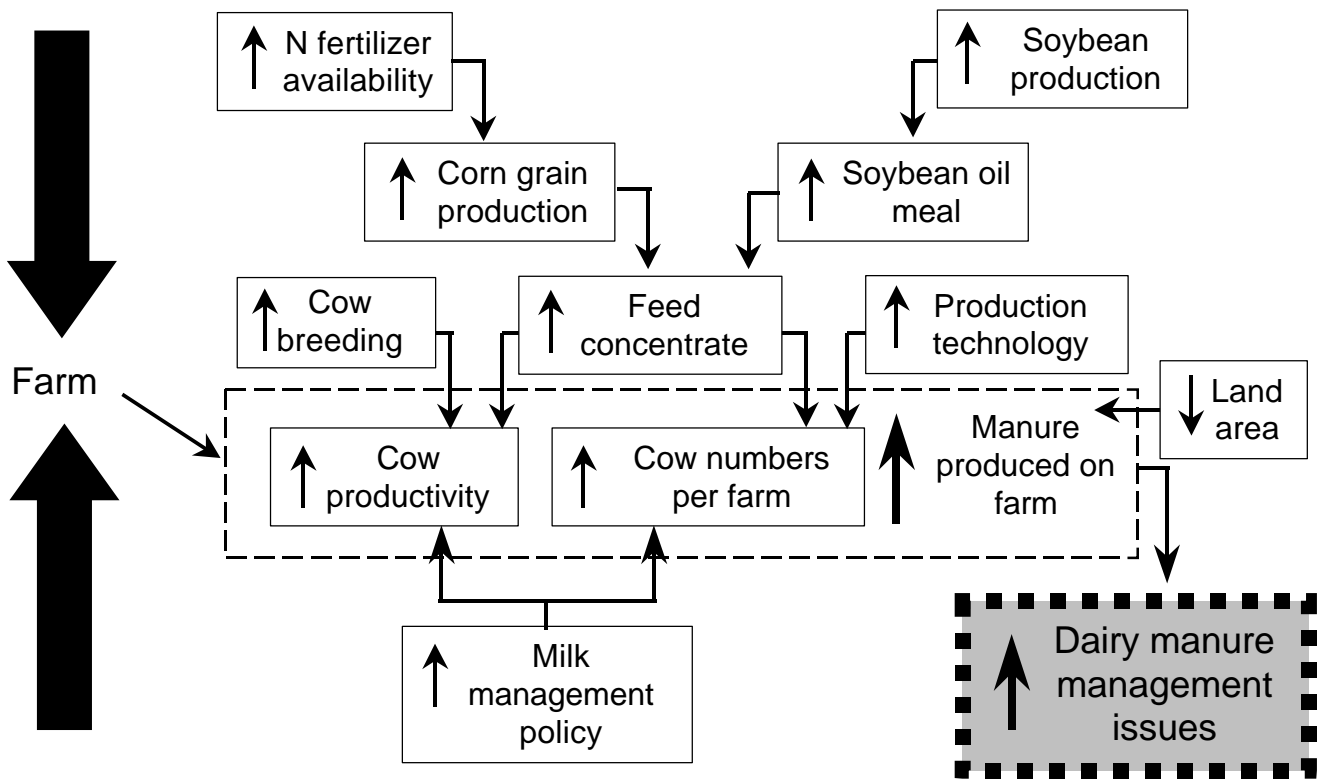 N fertilizer
availability
Soybean
production
Corn grain
production
Soybean oil
meal
Cow
breeding
Feed
concentrate
Production
technology
Farm
Land
area
Cow
productivity
Cow numbers
per farm
Manure
produced on
farm
Milk
management
policy
Dairy manure
management
issues